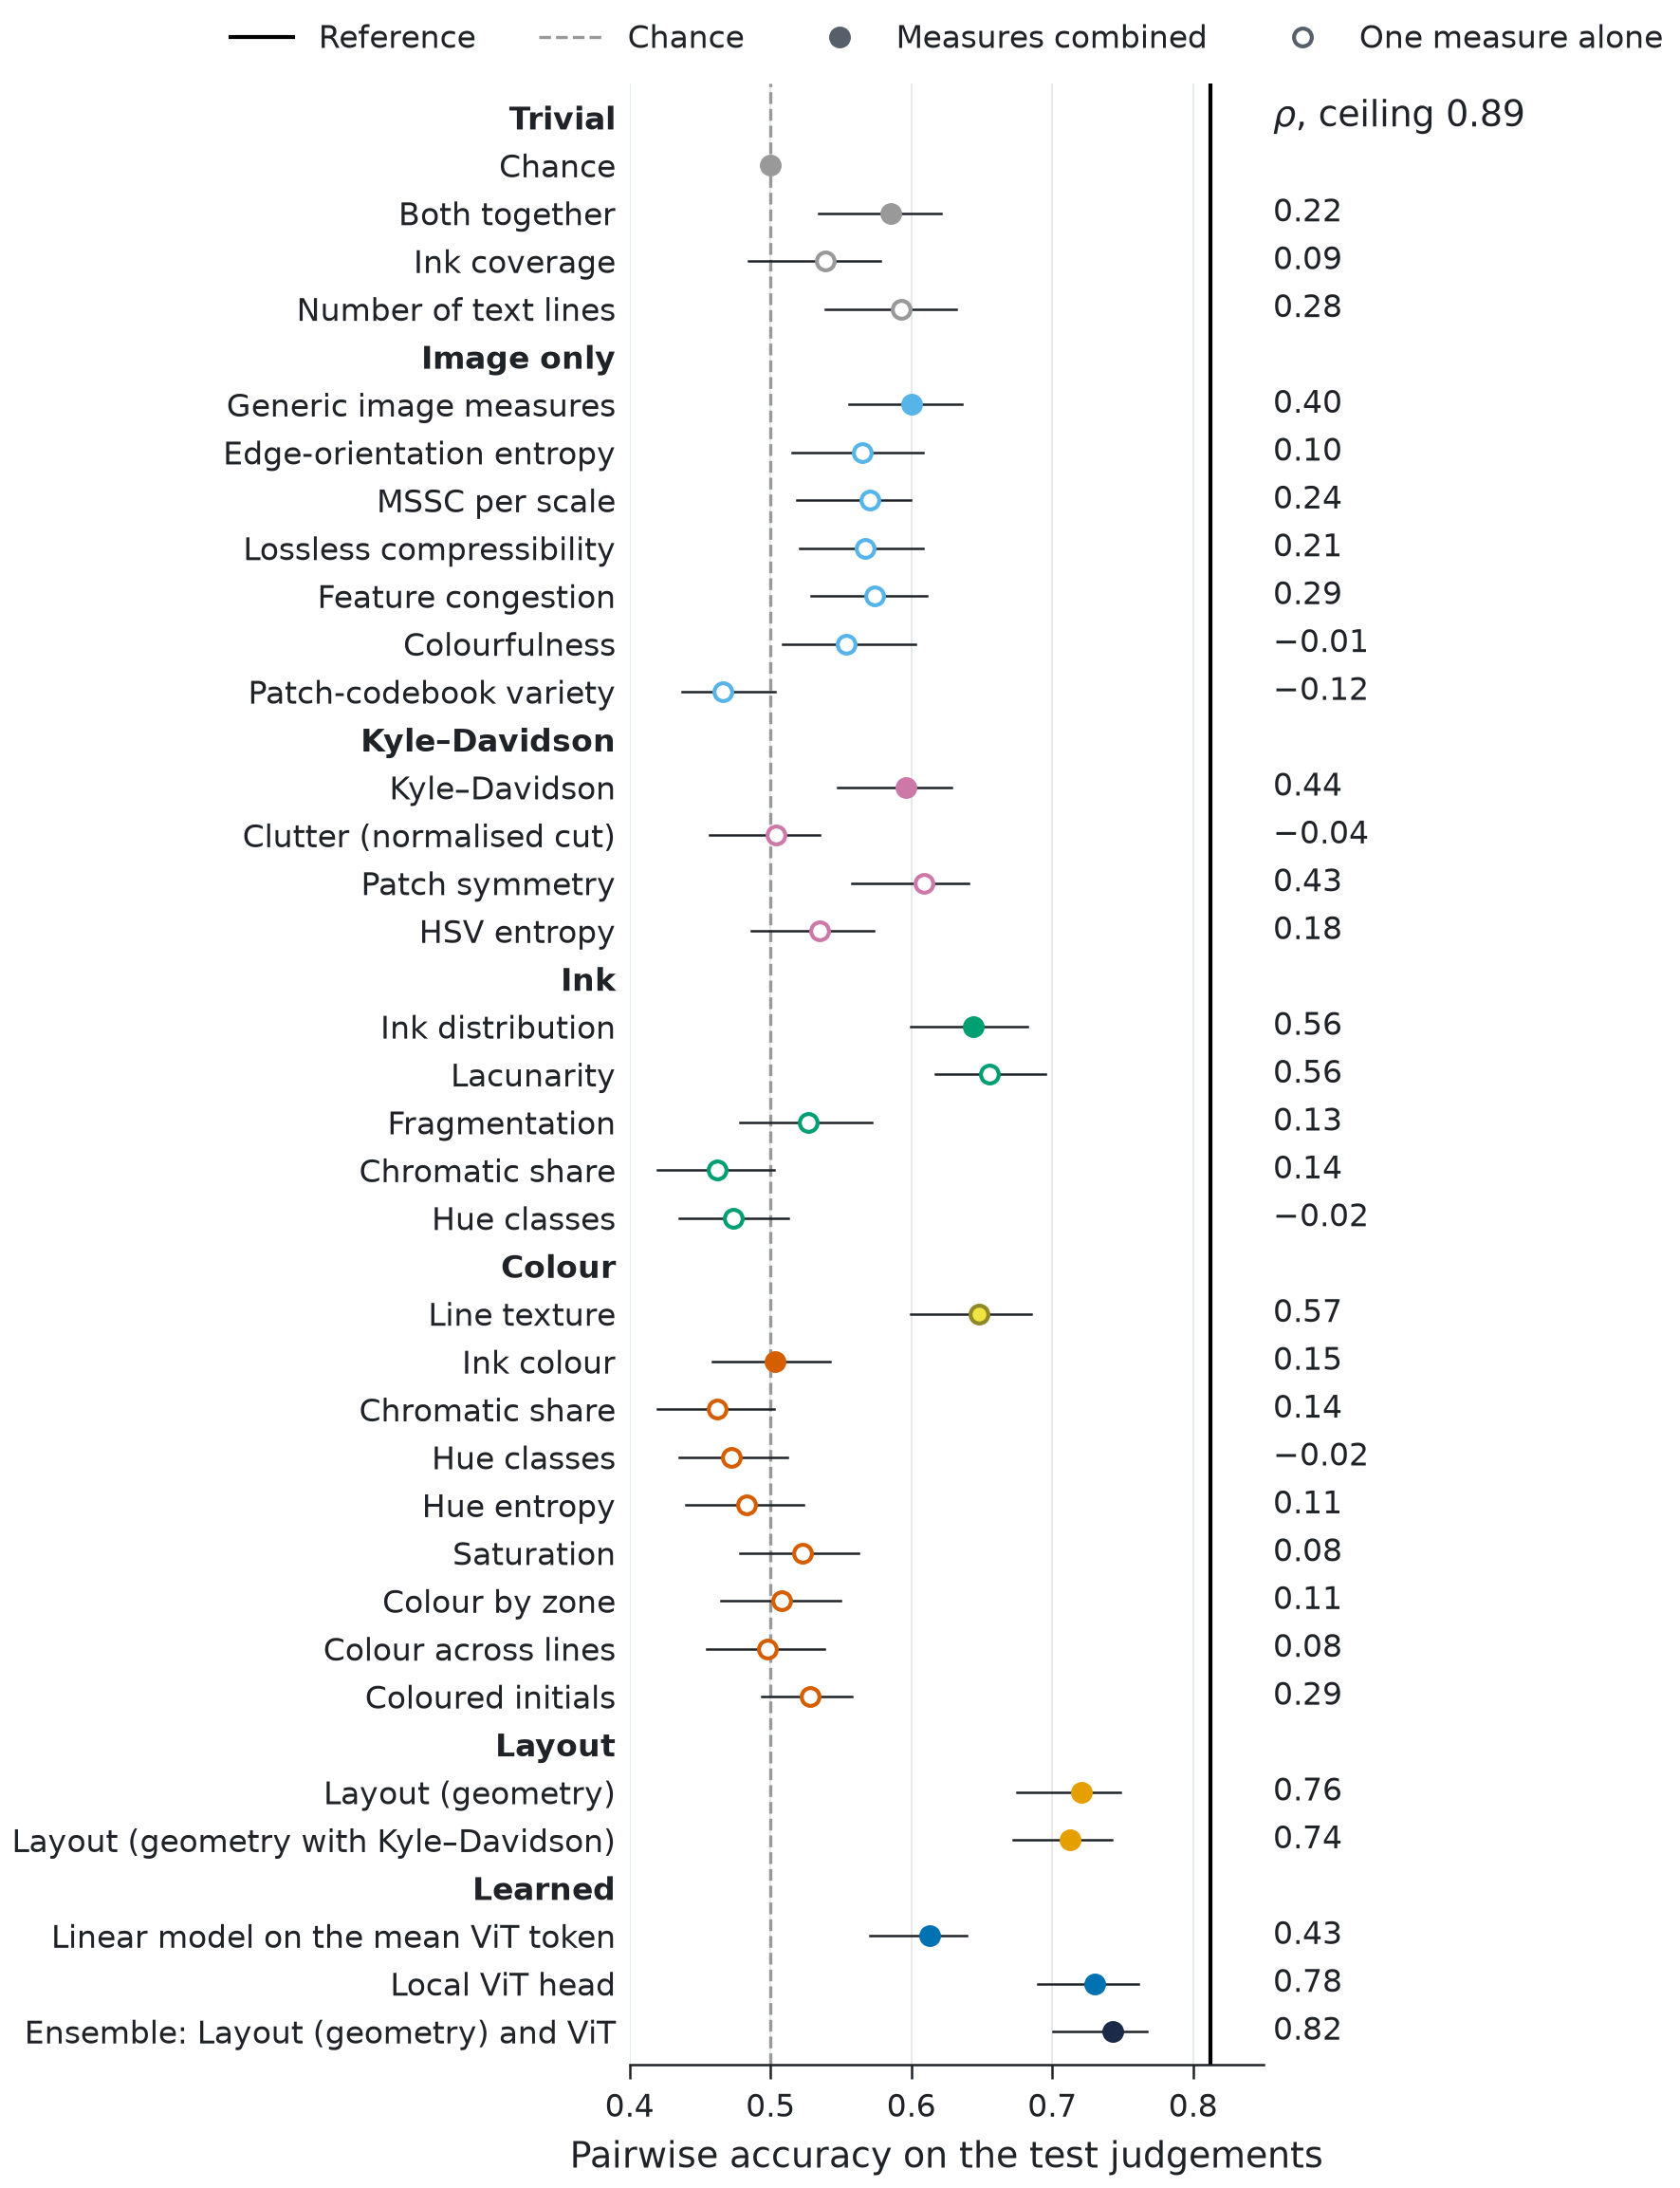 Reference Chance Measures combined One measure alone
Trivial ρ, ceiling 0.89
Chance
Both together 0.22
Ink coverage 0.09
Number of text lines 0.28
Image only
Generic image measures 0.40
Edge-orientation entropy 0.10
MSSC per scale 0.24
Lossless compressibility 0.21
Feature congestion 0.29
Colourfulness −0.01
Patch-codebook variety −0.12
Kyle–Davidson
Kyle–Davidson 0.44
Clutter (normalised cut) −0.04
Patch symmetry 0.43
HSV entropy 0.18
Ink
Ink distribution 0.56
Lacunarity 0.56
Fragmentation 0.13
Chromatic share 0.14
Hue classes −0.02
Colour
Line texture 0.57
Ink colour 0.15
Chromatic share 0.14
Hue classes −0.02
Hue entropy 0.11
Saturation 0.08
Colour by zone 0.11
Colour across lines 0.08
Coloured initials 0.29
Layout
Layout (geometry) 0.76
Layout (geometry with Kyle–Davidson) 0.74
Learned
Linear model on the mean ViT token 0.43
Local ViT head 0.78
Ensemble: Layout (geometry) and ViT 0.82
0.4 0.5 0.6 0.7 0.8
Pairwise accuracy on the test judgements